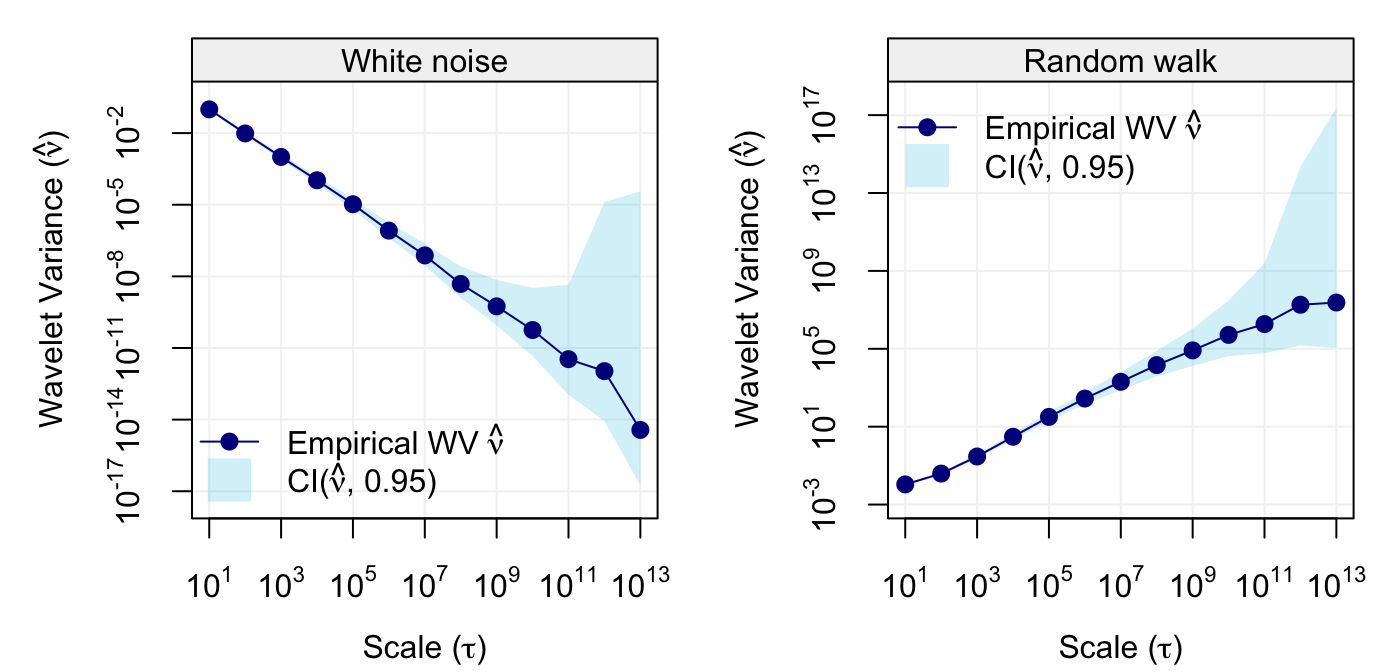 White noise
Wavelet Variance (ν̂)
10^-2
10^-5
10^-8
10^-11
10^-14
10^-17
Empirical WV ν̂
CI(ν̂, 0.95)
10^1 10^3 10^5 10^7 10^9 10^11 10^13
Scale (τ)
Random walk
Wavelet Variance (ν̂)
10^17
10^13
10^9
10^5
10^1
10^-3
Empirical WV ν̂
CI(ν̂, 0.95)
10^1 10^3 10^5 10^7 10^9 10^11 10^13
Scale (τ)